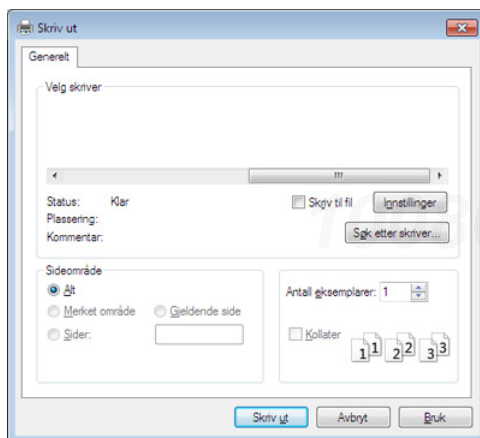 Skriv ut
Generelt
Velg skriver
Status: Klar
Plassering:
Kommentar:
Skriv til fil
Innstillinger
Søk etter skriver...
Sideområde
Alt
Merket område
Gjeldende side
Sider:
Antall eksemplarer: 1
Kollater
1 1 2 2 3 3
Skriv ut
Avbryt
Bruk